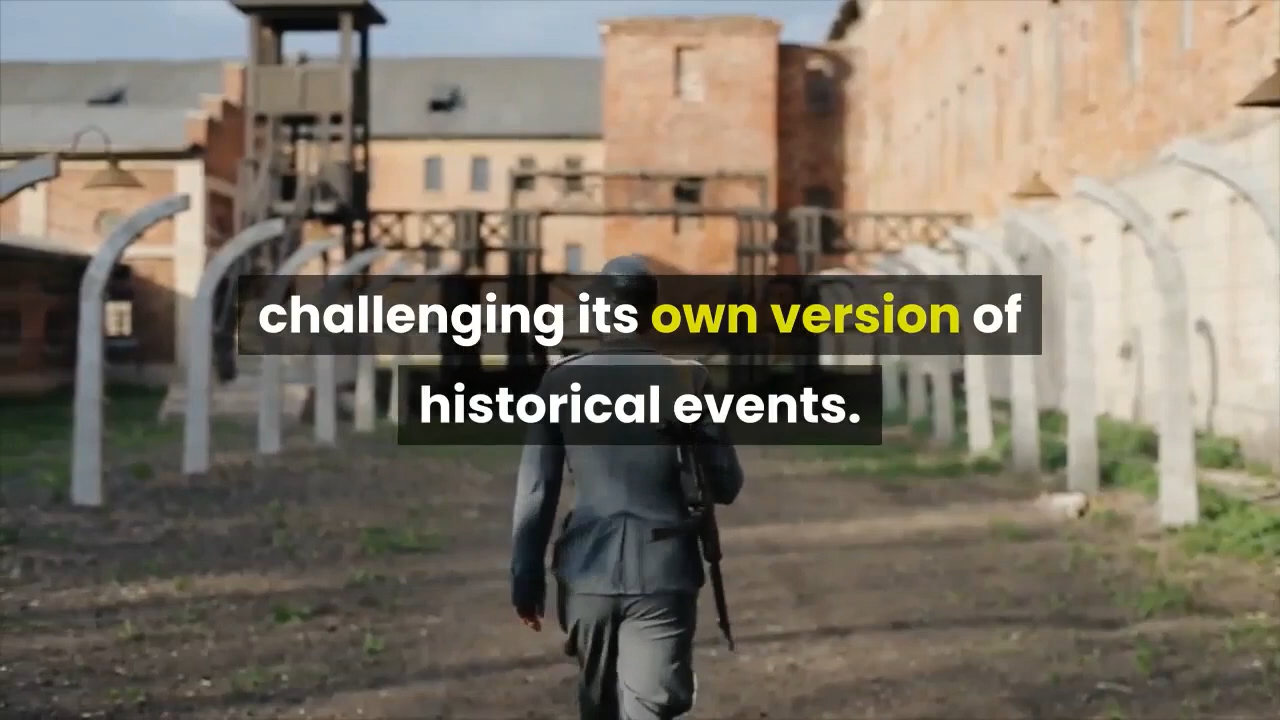 challenging its own version of
historical events.